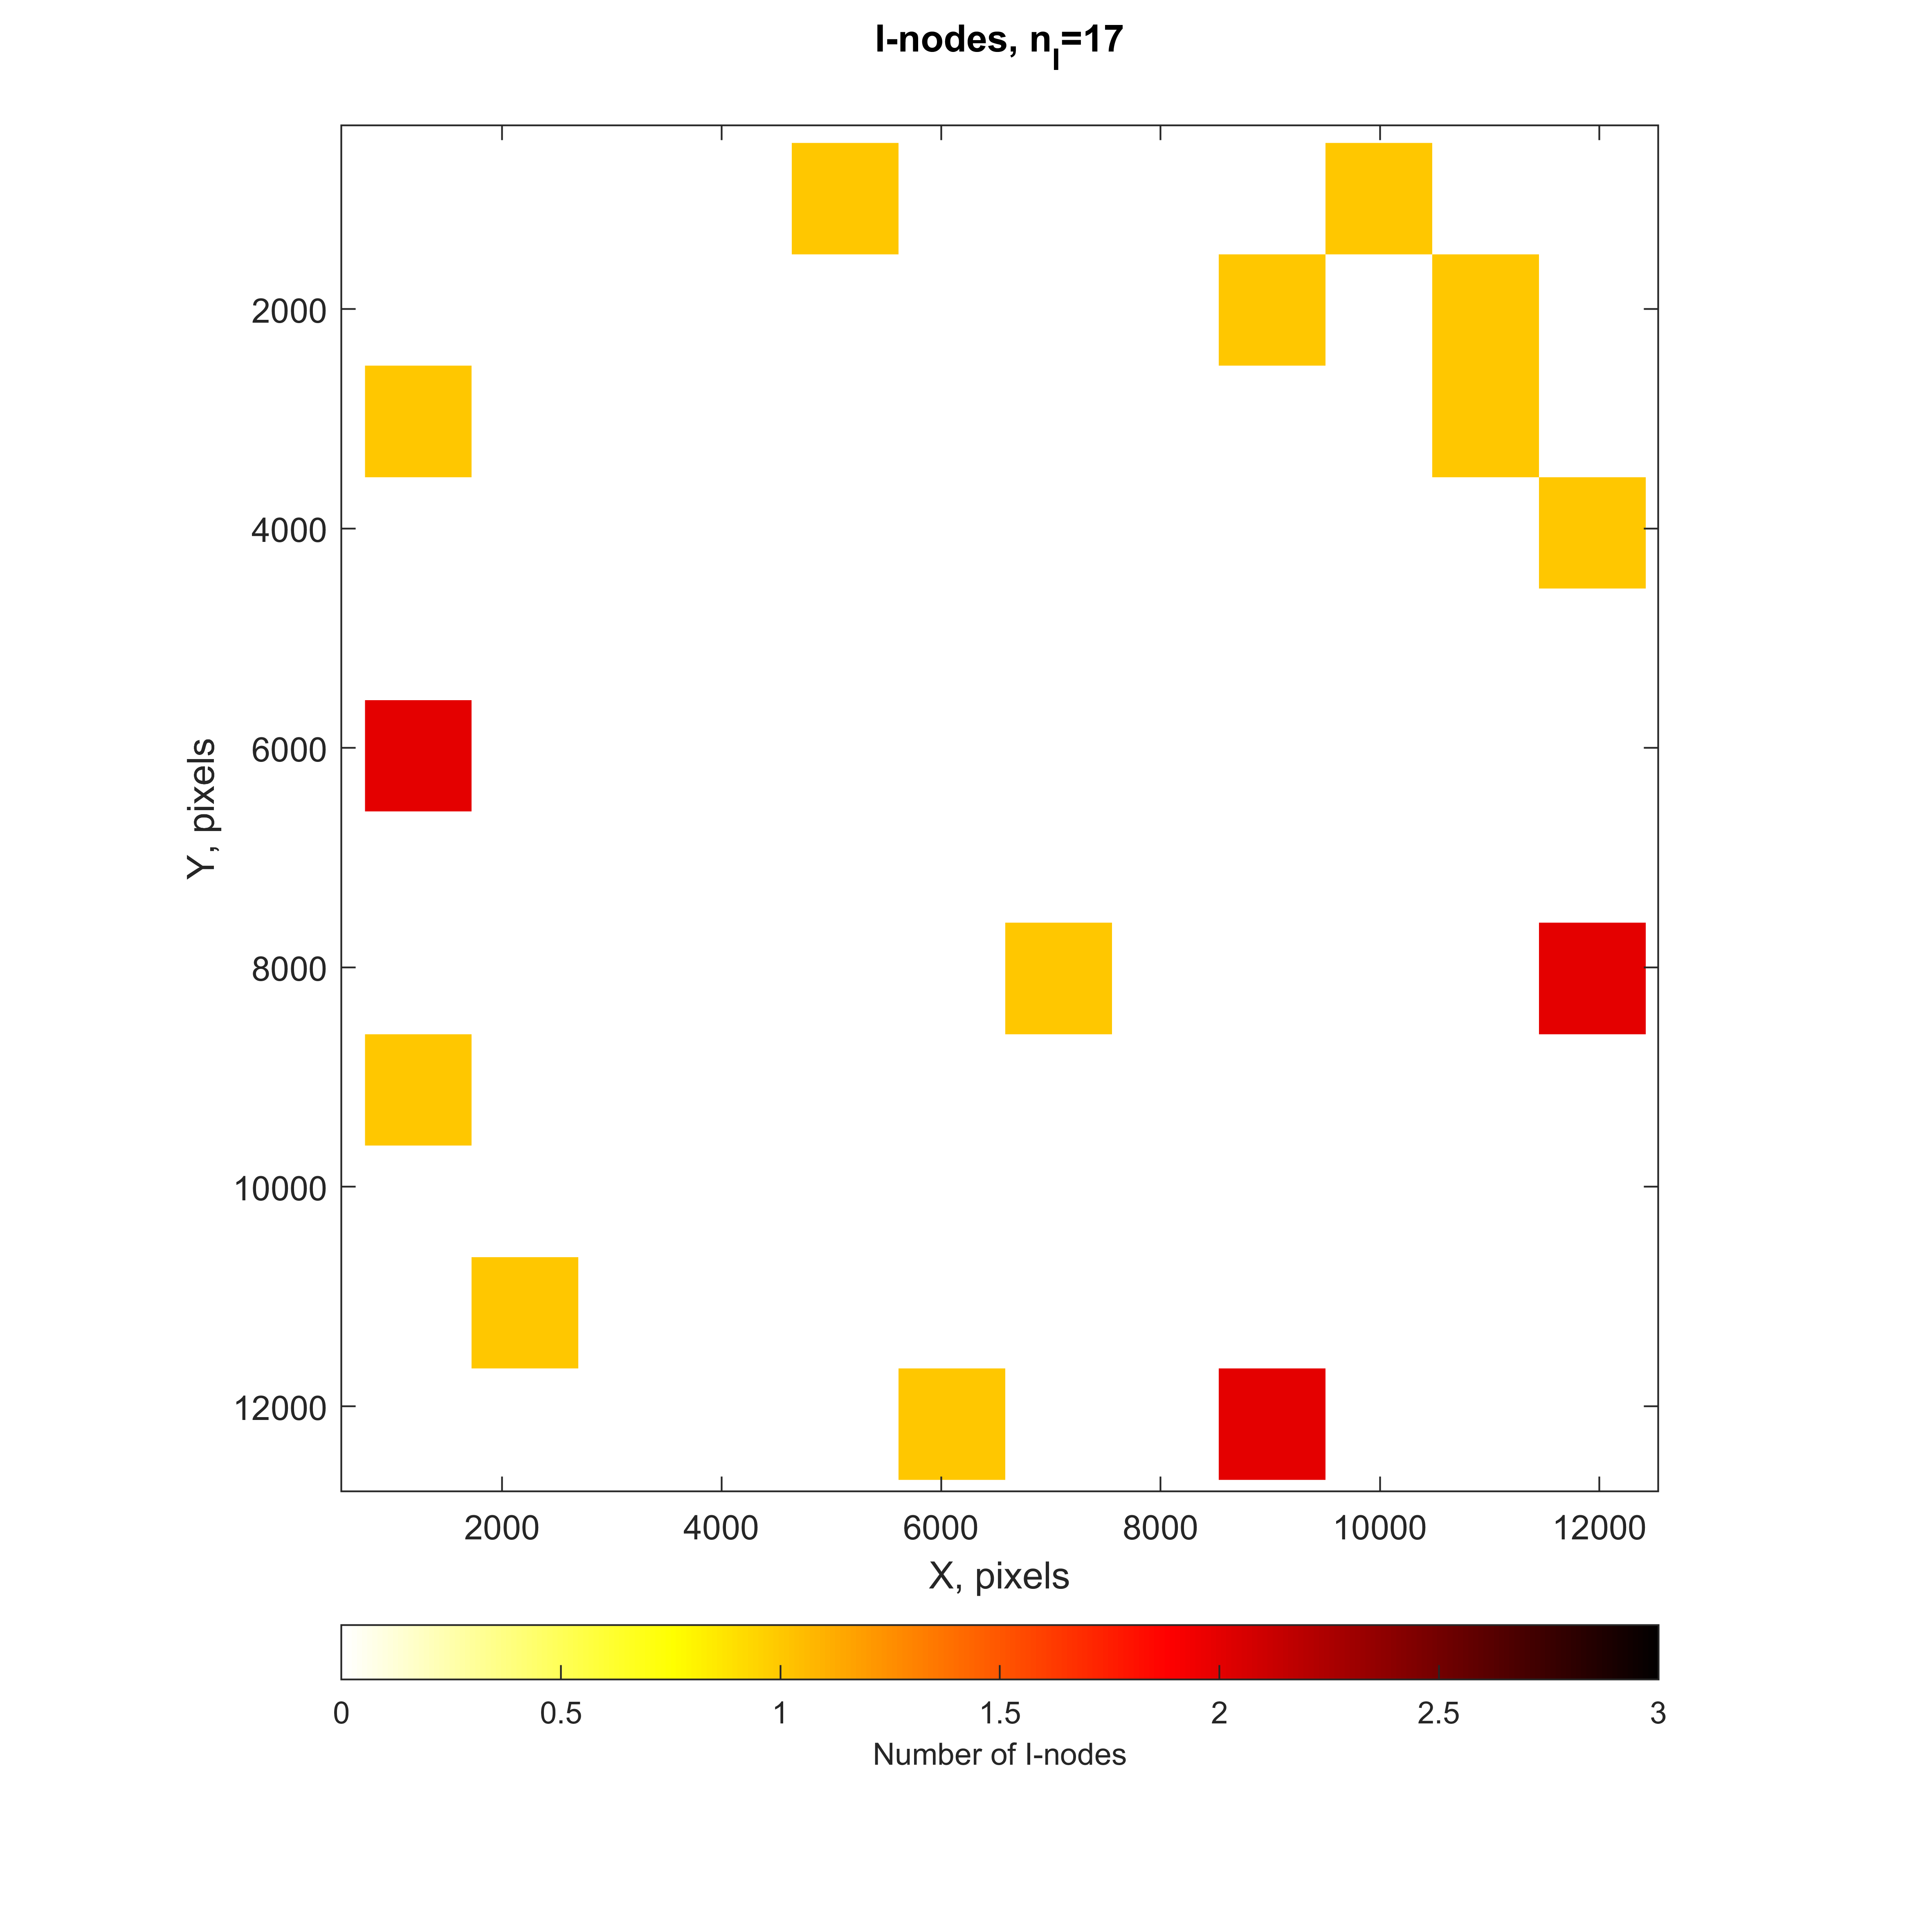 I-nodes, nI=17
2000
4000
6000
8000
10000
12000
Y, pixels
2000 4000 6000 8000 10000 12000
X, pixels
0 0.5 1 1.5 2 2.5 3
Number of I-nodes